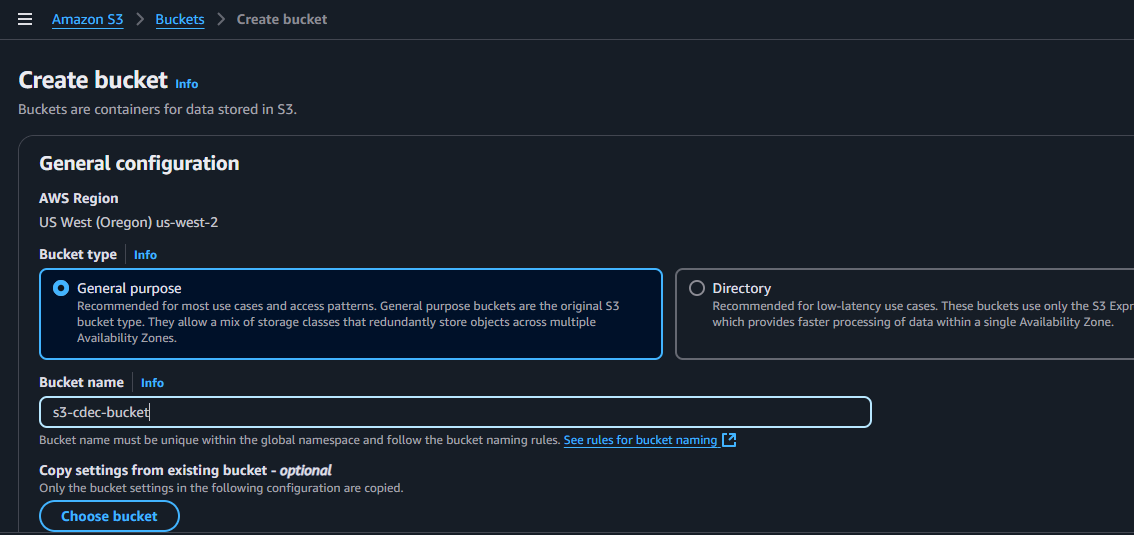 Amazon S3 > Buckets > Create bucket
Create bucket Info
Buckets are containers for data stored in S3.
General configuration
AWS Region
US West (Oregon) us-west-2
Bucket type Info
General purpose
Recommended for most use cases and access patterns. General purpose buckets are the original S3
bucket type. They allow a mix of storage classes that redundantly store objects across multiple
Availability Zones.
Directory
Recommended for low-latency use cases. These buckets use only the S3 Expr
which provides faster processing of data within a single Availability Zone.
Bucket name Info
s3-cdec-bucket
Bucket name must be unique within the global namespace and follow the bucket naming rules. See rules for bucket naming
Copy settings from existing bucket - optional
Only the bucket settings in the following configuration are copied.
Choose bucket